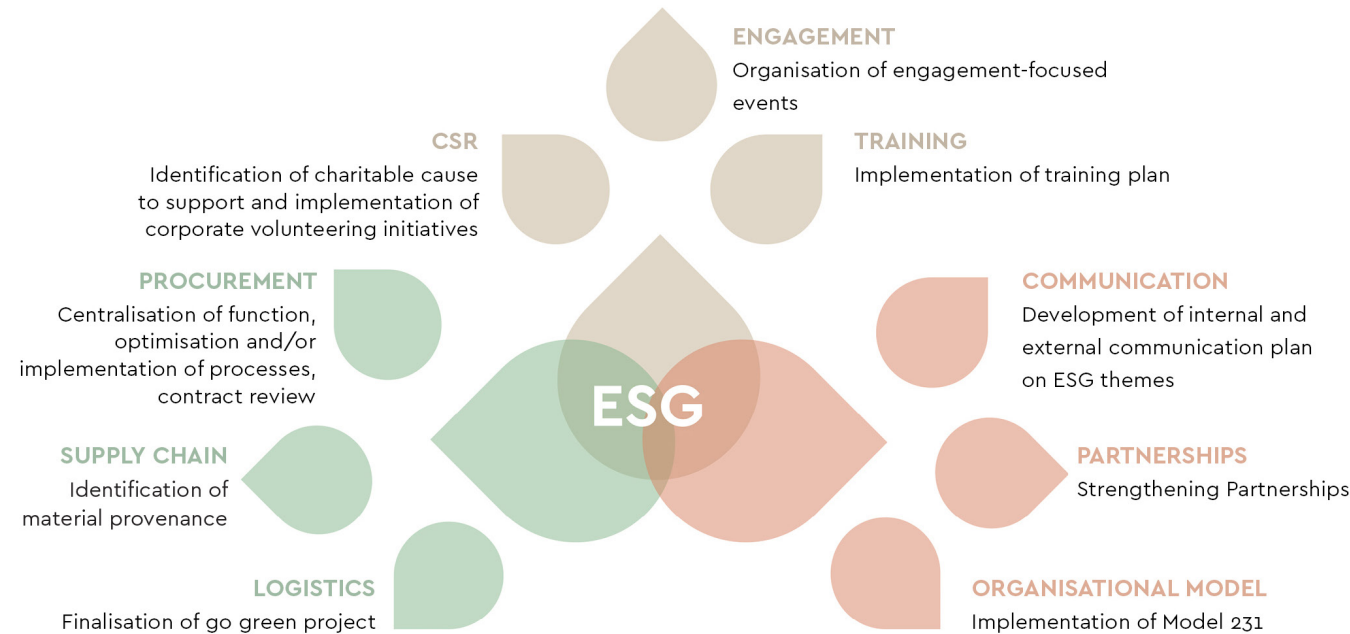 ENGAGEMENT
Organisation of engagement-focused
events
CSR
Identification of charitable cause
to support and implementation of
corporate volunteering initiatives
TRAINING
Implementation of training plan
PROCUREMENT
Centralisation of function,
optimisation and/or
implementation of processes,
contract review
COMMUNICATION
Development of internal and
external communication plan
on ESG themes
ESG
SUPPLY CHAIN
Identification of
material provenance
PARTNERSHIPS
Strengthening Partnerships
LOGISTICS
Finalisation of go green project
ORGANISATIONAL MODEL
Implementation of Model 231